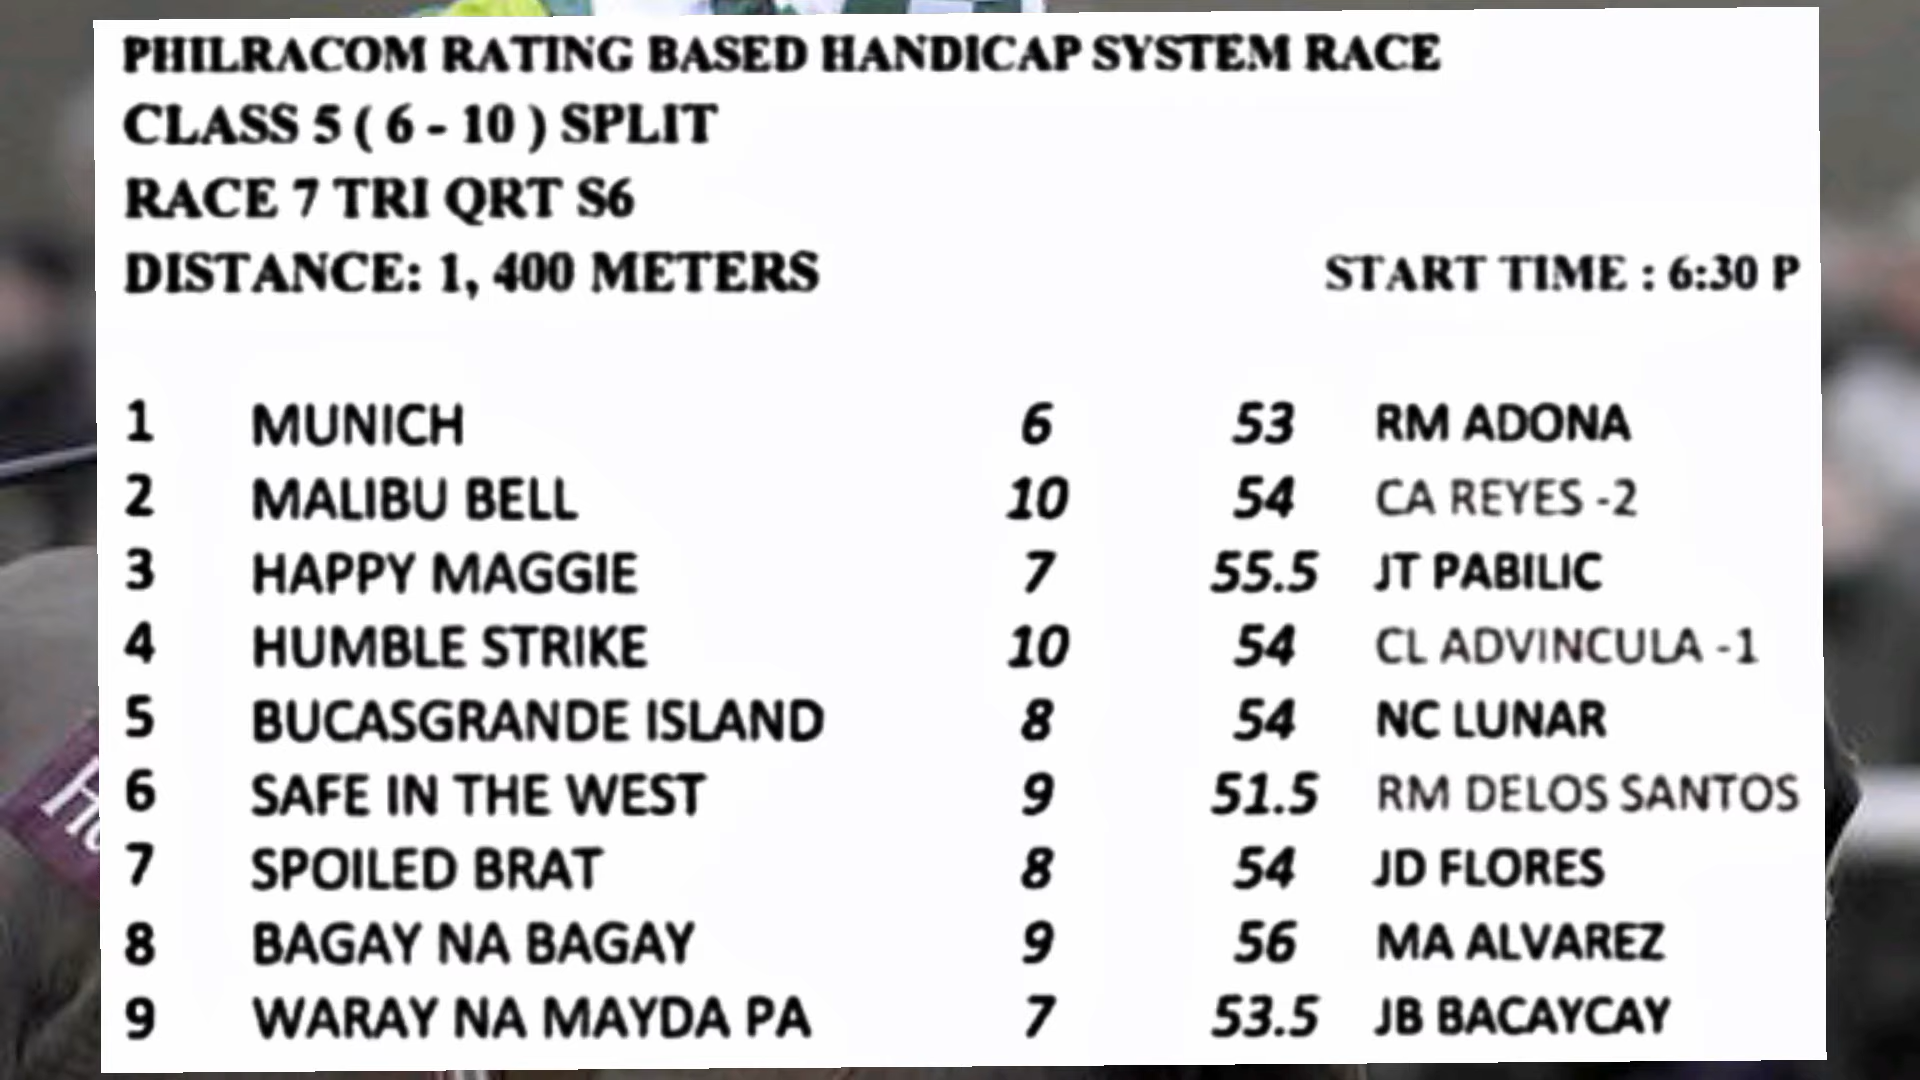 PHILRACOM RATING BASED HANDICAP SYSTEM RACE
CLASS 5 ( 6 - 10 ) SPLIT
RACE 7 TRI QRT S6
DISTANCE: 1, 400 METERS START TIME : 6:30 P
1 MUNICH 6 53 RM ADONA
2 MALIBU BELL 10 54 CA REYES -2
3 HAPPY MAGGIE 7 55.5 JT PABILIC
4 HUMBLE STRIKE 10 54 CL ADVINCULA -1
5 BUCASGRANDE ISLAND 8 54 NC LUNAR
6 SAFE IN THE WEST 9 51.5 RM DELOS SANTOS
7 SPOILED BRAT 8 54 JD FLORES
8 BAGAY NA BAGAY 9 56 MA ALVAREZ
9 WARAY NA MAYDA PA 7 53.5 JB BACAYCAY